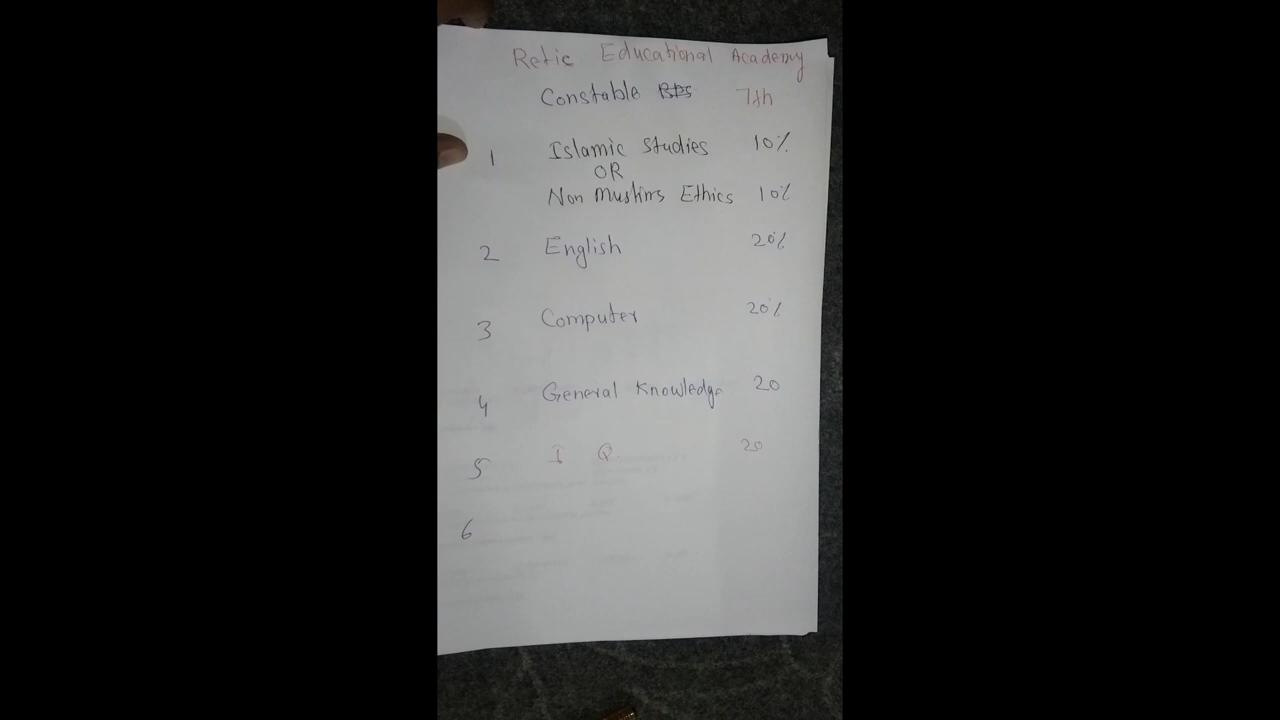 Retic Educational Academy
Constable BPS 7th
1 Islamic Studies 10%
OR
Non Muslims Ethics 10%
2 English 20%
3 Computer 20%
4 General Knowledge 20
5 I Q. 20
6